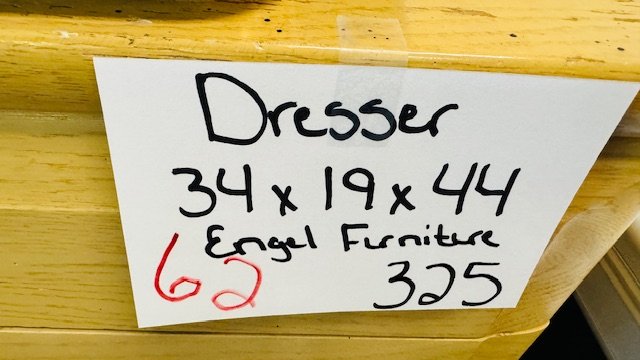 Dresser
34 x 19 x 44
Engel Furniture
62 325